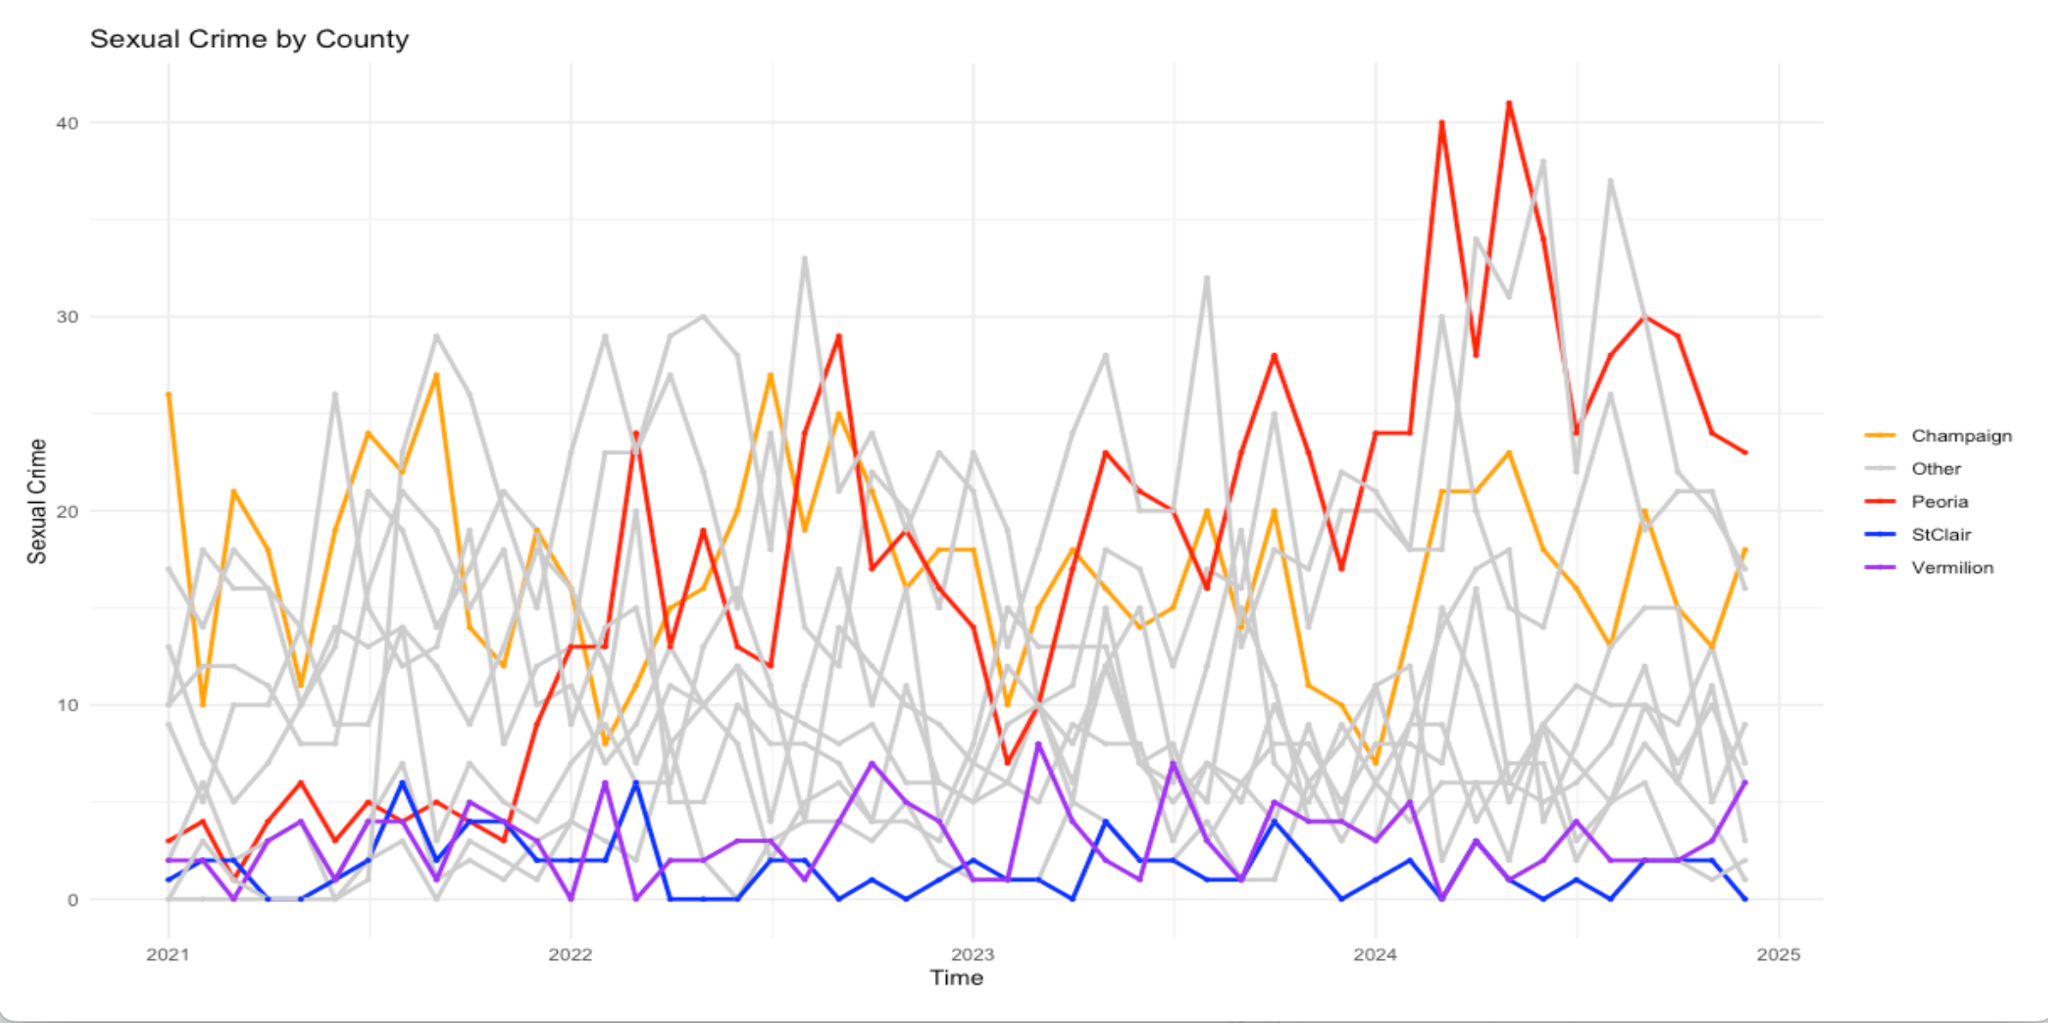 Sexual Crime by County
40
30
20
10
0
Sexual Crime
2021
2022
2023
2024
2025
Time
Champaign
Other
Peoria
StClair
Vermilion